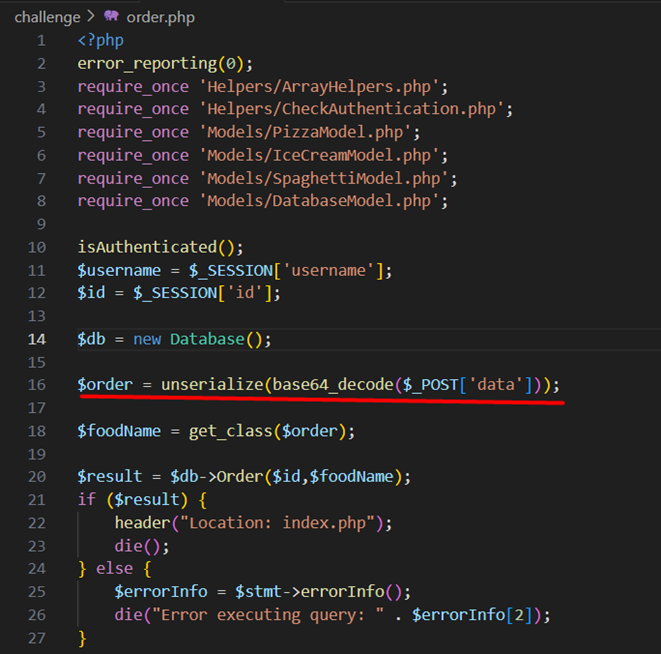 challenge > order.php
1 <?php
2 error_reporting(0);
3 require_once 'Helpers/ArrayHelpers.php';
4 require_once 'Helpers/CheckAuthentication.php';
5 require_once 'Models/PizzaModel.php';
6 require_once 'Models/IceCreamModel.php';
7 require_once 'Models/SpaghettiModel.php';
8 require_once 'Models/DatabaseModel.php';
9
10 isAuthenticated();
11 $username = $_SESSION['username'];
12 $id = $_SESSION['id'];
13
14 $db = new Database();
15
16 $order = unserialize(base64_decode($_POST['data']));
17
18 $foodName = get_class($order);
19
20 $result = $db->Order($id,$foodName);
21 if ($result) {
22     header("Location: index.php");
23     die();
24 } else {
25     $errorInfo = $stmt->errorInfo();
26     die("Error executing query: " . $errorInfo[2]);
27 }